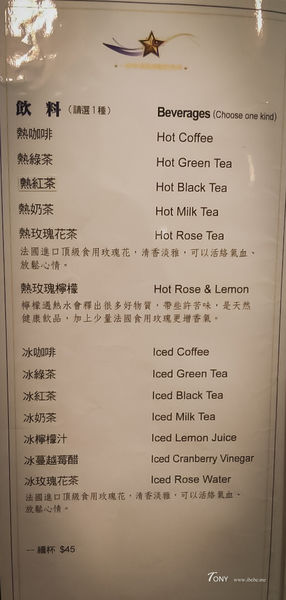 飲 料 (請選1種) Beverages (Choose one kind)
熱咖啡 Hot Coffee
熱綠茶 Hot Green Tea
熱紅茶 Hot Black Tea
熱奶茶 Hot Milk Tea
熱玫瑰花茶 Hot Rose Tea
法國進口頂級食用玫瑰花，清香淡雅，可以活絡氣血、
放鬆心情。
熱玫瑰檸檬 Hot Rose & Lemon
檸檬遇熱水會釋出很多好物質，帶些許苦味，是天然
健康飲品，加上少量法國食用玫瑰更增香氣。
冰咖啡 Iced Coffee
冰綠茶 Iced Green Tea
冰紅茶 Iced Black Tea
冰奶茶 Iced Milk Tea
冰檸檬汁 Iced Lemon Juice
冰蔓越莓醋 Iced Cranberry Vinegar
冰玫瑰花茶 Iced Rose Water
法國進口頂級食用玫瑰花，清香淡雅，可以活絡氣血、
放鬆心情。
-- 續杯 $45
TONY www.ibebe.me